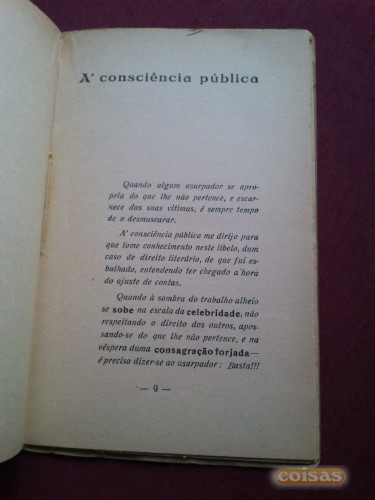 A' consciência pública
Quando algum usurpador se apro-
pria do que lhe não pertence, e escar-
nece das suas vítimas, é sempre tempo
de o desmascarar.
A' consciência pública me dirijo para
que tome conhecimento neste libelo, dum
caso de direito literário, de que fui es-
bulhado, entendendo ter chegado a hora
do ajuste de contas.
Quando à sombra do trabalho alheio
se sobe na escala da celebridade, não
respeitando o direito dos outros, apos-
sando-se do que lhe não pertence, e na
véspera duma consagração forjada—
é preciso dizer-se ao usurpador: Basta!!!
— 9 —
coisas